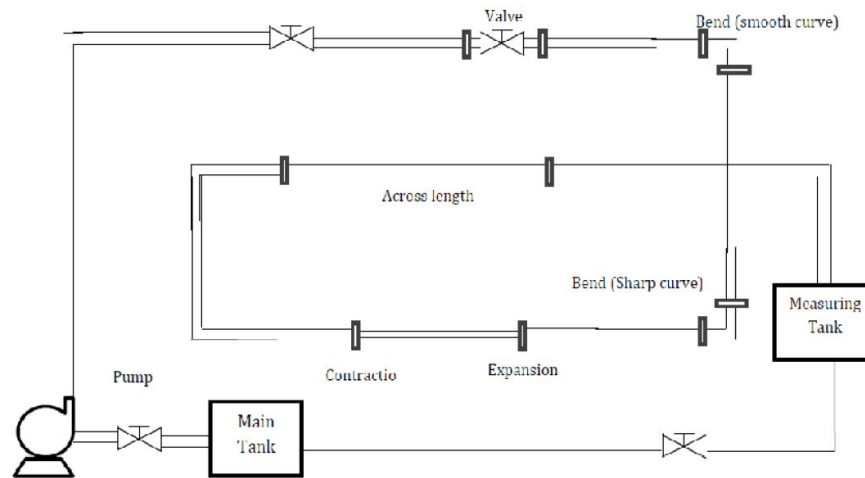 Valve
Bend (smooth curve)
Across length
Bend (Sharp curve)
Measuring
Tank
Contractio
Expansion
Pump
Main
Tank